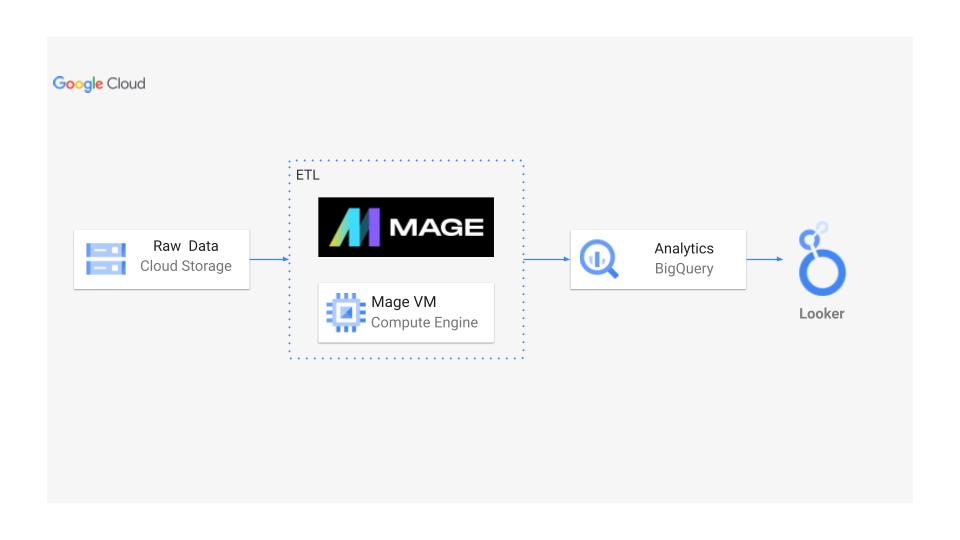 Google Cloud
ETL
MAGE
Raw Data
Cloud Storage
Mage VM
Compute Engine
Analytics
BigQuery
Looker